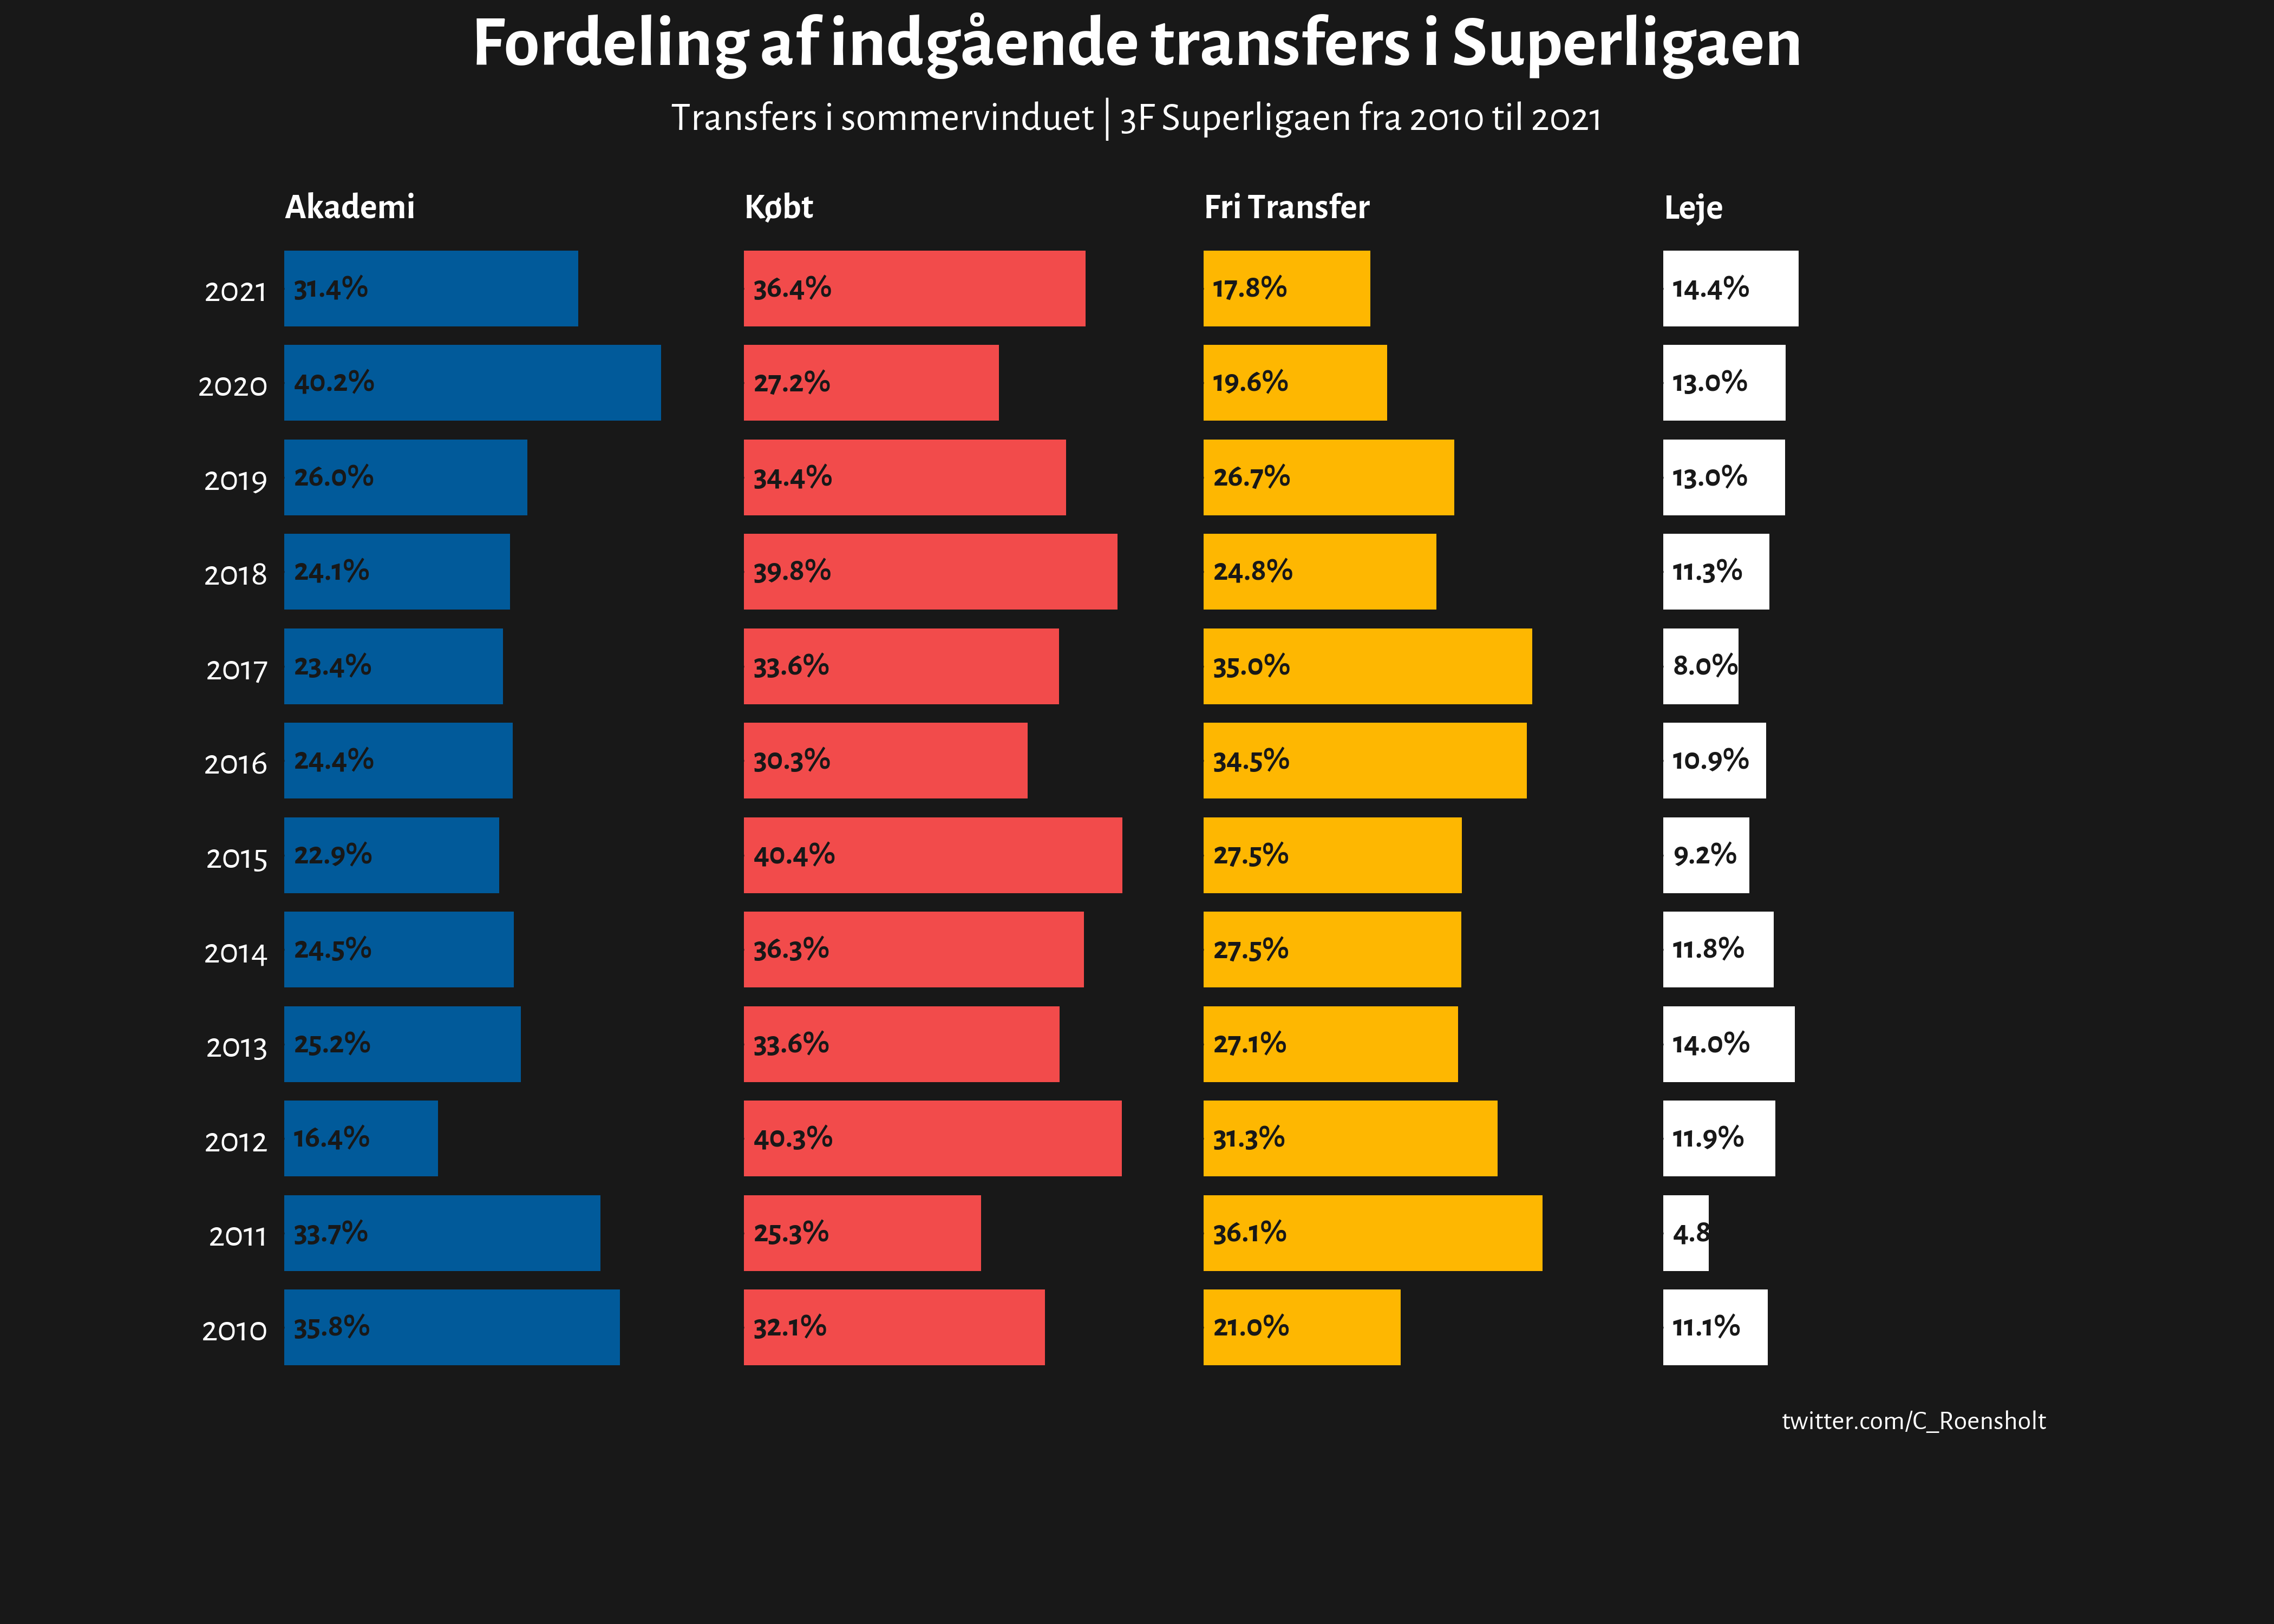 Fordeling af indgående transfers i Superligaen
Transfers i sommervinduet | 3F Superligaen fra 2010 til 2021
Akademi Købt Fri Transfer Leje
2021 31.4% 36.4% 17.8% 14.4%
2020 40.2% 27.2% 19.6% 13.0%
2019 26.0% 34.4% 26.7% 13.0%
2018 24.1% 39.8% 24.8% 11.3%
2017 23.4% 33.6% 35.0% 8.0%
2016 24.4% 30.3% 34.5% 10.9%
2015 22.9% 40.4% 27.5% 9.2%
2014 24.5% 36.3% 27.5% 11.8%
2013 25.2% 33.6% 27.1% 14.0%
2012 16.4% 40.3% 31.3% 11.9%
2011 33.7% 25.3% 36.1% 4.8
2010 35.8% 32.1% 21.0% 11.1%
twitter.com/C_Roensholt